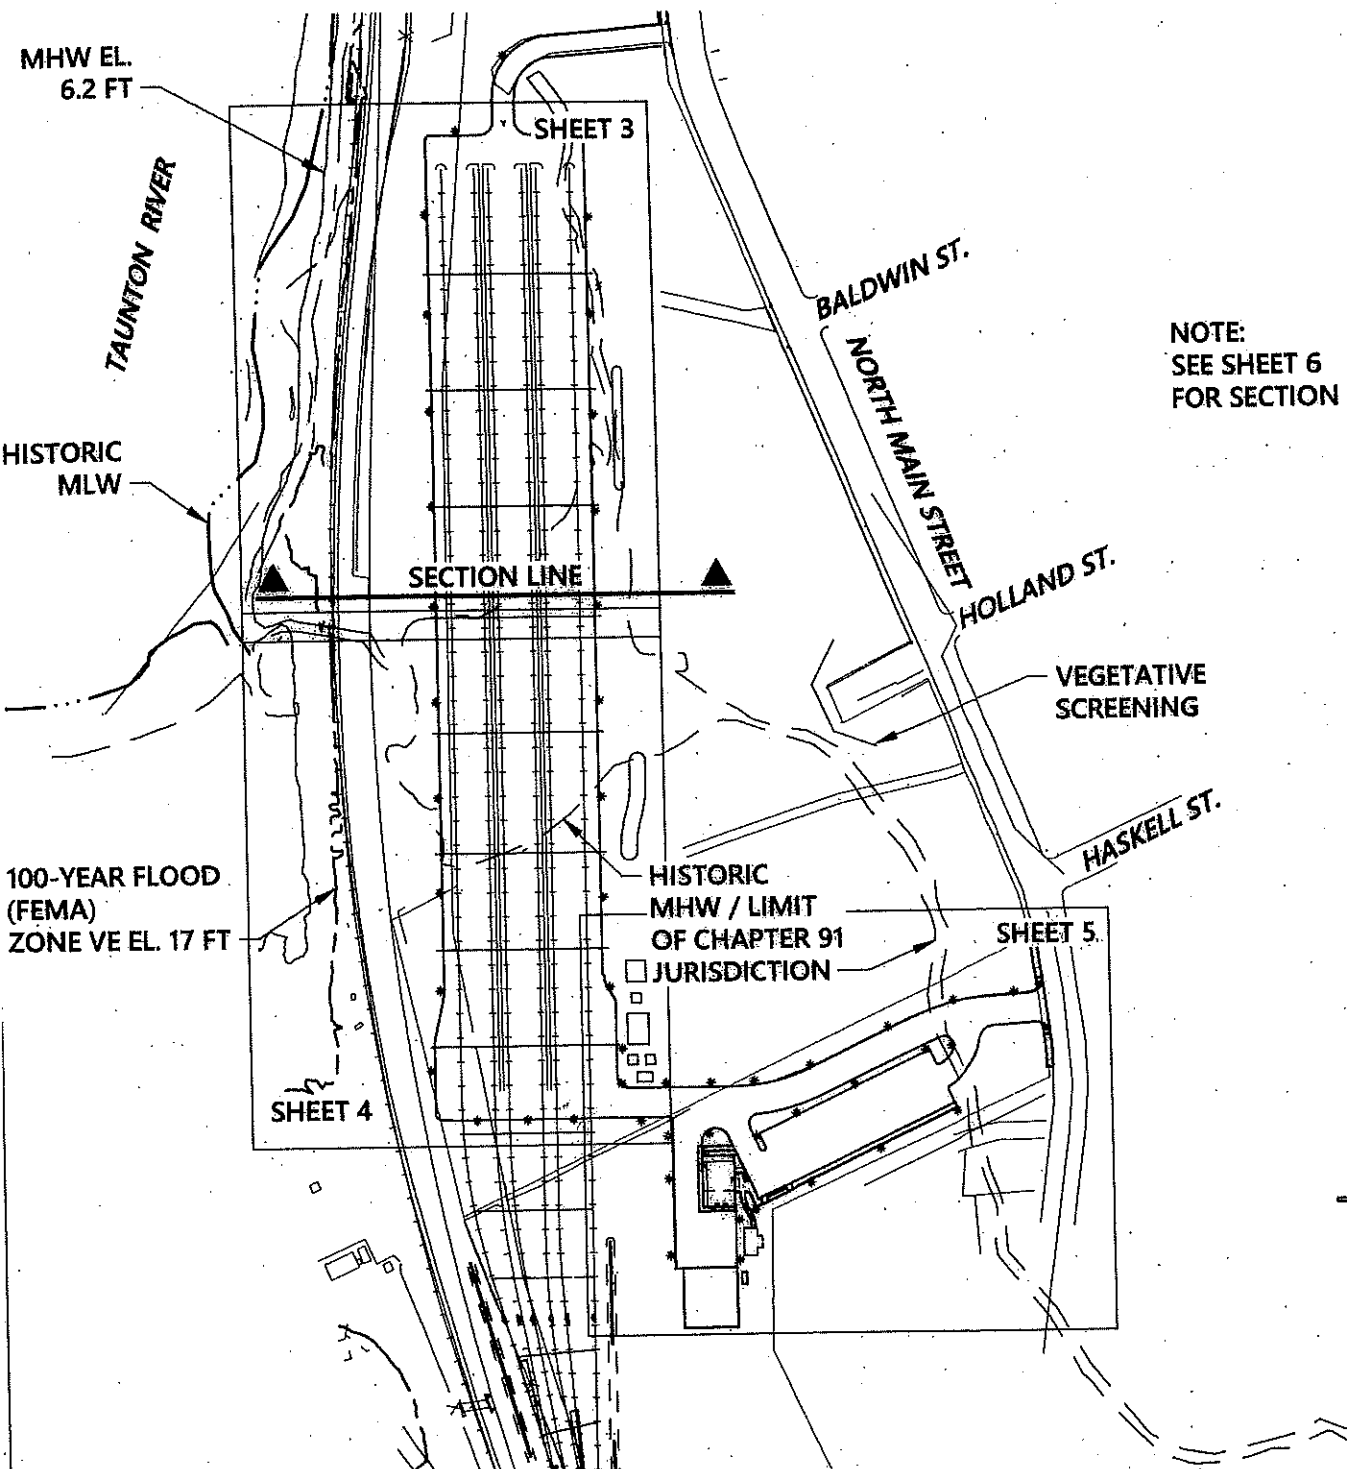 MHW EL.
6.2 FT
SHEET 3
TAUNTON RIVER
BALDWIN ST.
NORTH MAIN STREET
NOTE:
SEE SHEET 6
FOR SECTION
HISTORIC
MLW
SECTION LINE
HOLLAND ST.
VEGETATIVE
SCREENING
HASKELL ST.
100-YEAR FLOOD
(FEMA)
ZONE VE EL. 17 FT
HISTORIC
MHW / LIMIT
OF CHAPTER 91
JURISDICTION
SHEET 5
SHEET 4